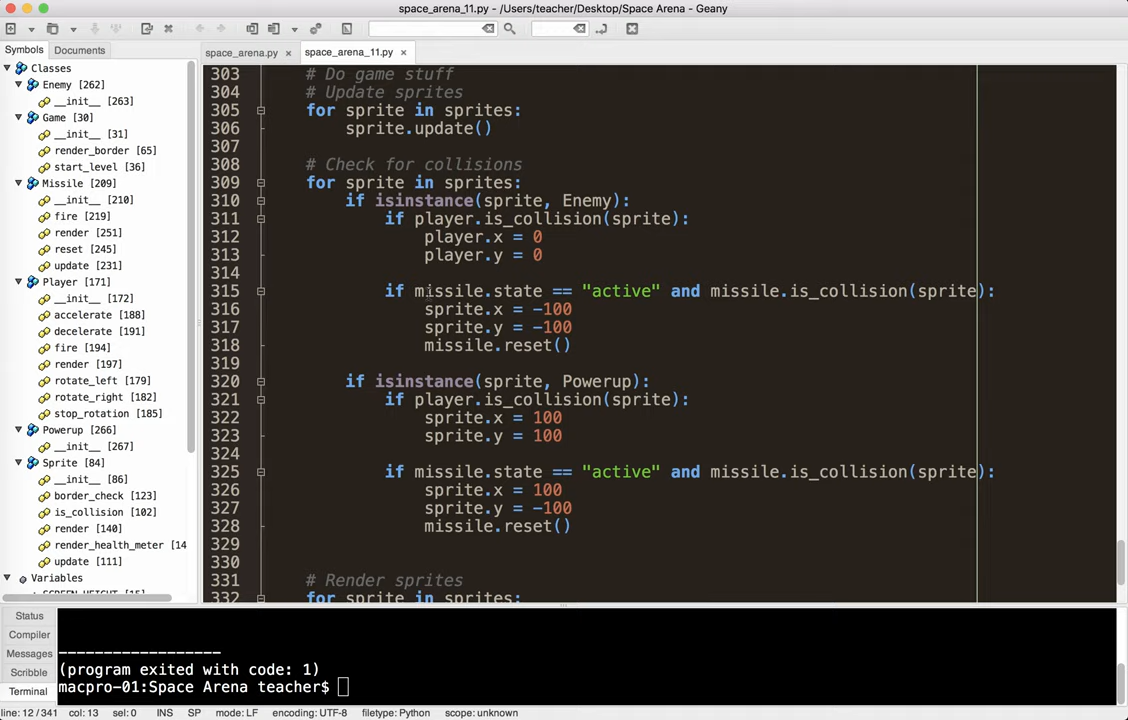 space_arena_11.py - /Users/teacher/Desktop/Space Arena - Geany
Symbols Documents
space_arena.py space_arena_11.py
Classes
Enemy [262]
__init__ [263]
Game [30]
__init__ [31]
render_border [65]
start_level [36]
Missile [209]
__init__ [210]
fire [219]
render [251]
reset [245]
update [231]
Player [171]
__init__ [172]
accelerate [188]
decelerate [191]
fire [194]
render [197]
rotate_left [179]
rotate_right [182]
stop_rotation [185]
Powerup [266]
__init__ [267]
Sprite [84]
__init__ [86]
border_check [123]
is_collision [102]
render [140]
render_health_meter [14
update [111]
Variables
303 # Do game stuff
304 # Update sprites
305 for sprite in sprites:
306 sprite.update()
307
308 # Check for collisions
309 for sprite in sprites:
310 if isinstance(sprite, Enemy):
311 if player.is_collision(sprite):
312 player.x = 0
313 player.y = 0
314
315 if missile.state == "active" and missile.is_collision(sprite):
316 sprite.x = -100
317 sprite.y = -100
318 missile.reset()
319
320 if isinstance(sprite, Powerup):
321 if player.is_collision(sprite):
322 sprite.x = 100
323 sprite.y = 100
324
325 if missile.state == "active" and missile.is_collision(sprite):
326 sprite.x = 100
327 sprite.y = -100
328 missile.reset()
329
330
331 # Render sprites
332 for sprite in sprites:
Status
Compiler
Messages
Scribble
Terminal
------------------
(program exited with code: 1)
macpro-01:Space Arena teacher$
line: 12 / 341 col: 13 sel: 0 INS SP mode: LF encoding: UTF-8 filetype: Python scope: unknown